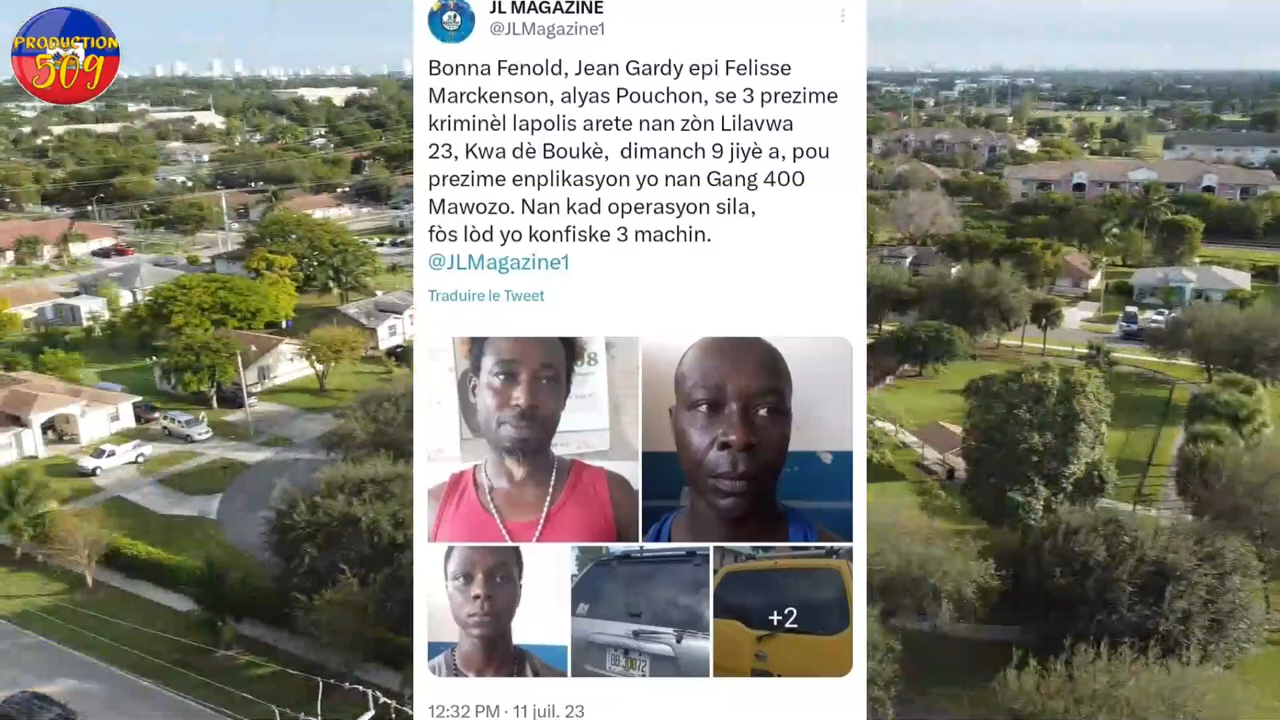 PRODUCTION
509
JL MAGAZINE
@JLMagazine1
Bonna Fenold, Jean Gardy epi Felisse
Marckenson, alyas Pouchon, se 3 prezime
kriminèl lapolis arete nan zòn Lilavwa
23, Kwa dè Boukè, dimanch 9 jiyè a, pou
prezime enplikasyon yo nan Gang 400
Mawozo. Nan kad operasyon sila,
fòs lòd yo konfiske 3 machin.
@JLMagazine1
Traduire le Tweet
+2
12:32 PM · 11 juil. 23